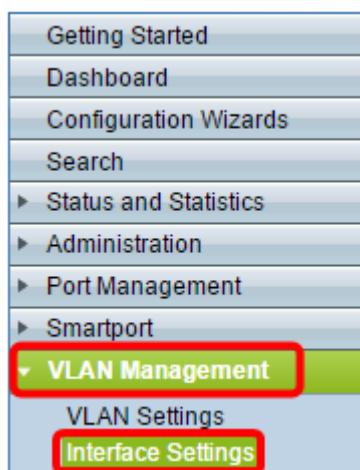 Getting Started
Dashboard
Configuration Wizards
Search
Status and Statistics
Administration
Port Management
Smartport
VLAN Management
VLAN Settings
Interface Settings